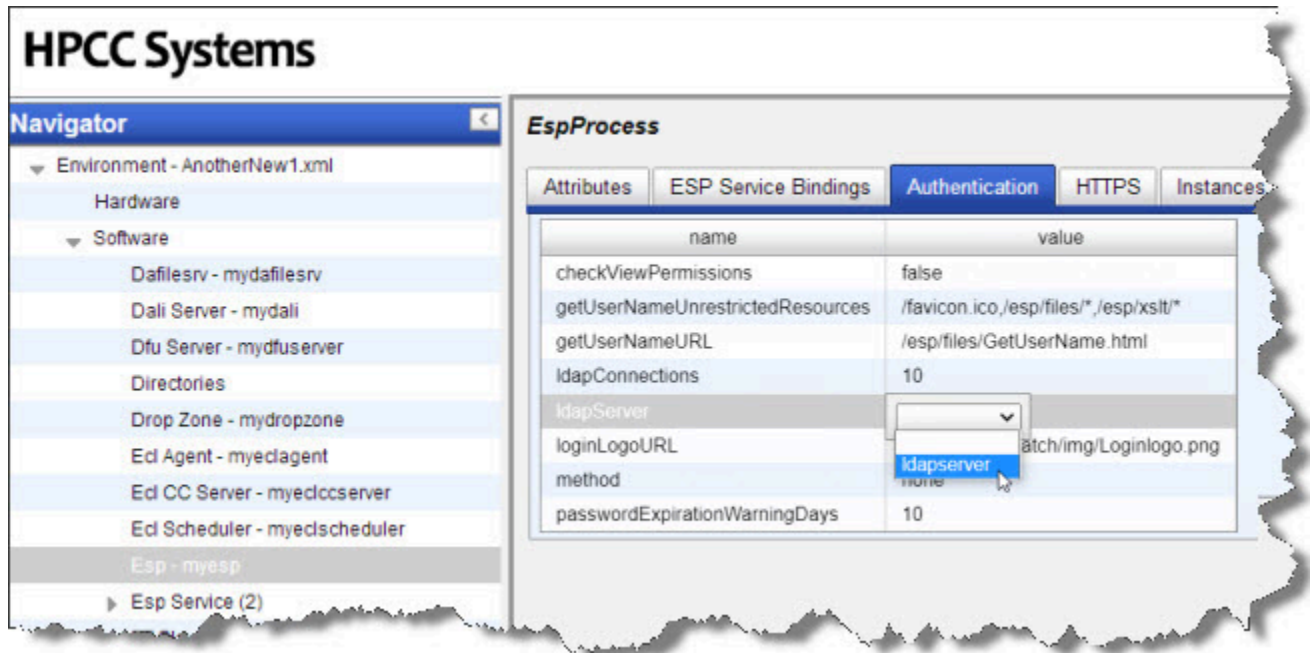 HPCC Systems
Navigator
Environment - AnotherNew1.xml
Hardware
Software
Dafilesrv - mydafilesrv
Dali Server - mydali
Dfu Server - mydfuserver
Directories
Drop Zone - mydropzone
Ecl Agent - myeclagent
Ecl CC Server - myeclccserver
Ecl Scheduler - myeclscheduler
Esp - myesp
Esp Service (2)
EspProcess
Attributes ESP Service Bindings Authentication HTTPS Instances
name value
checkViewPermissions false
getUserNameUnrestrictedResources /favicon.ico,/esp/files/*,/esp/xslt/*
getUserNameURL /esp/files/GetUserName.html
ldapConnections 10
ldapServer
loginLogoURL atch/img/Loginlogo.png
ldapserver
method none
passwordExpirationWarningDays 10